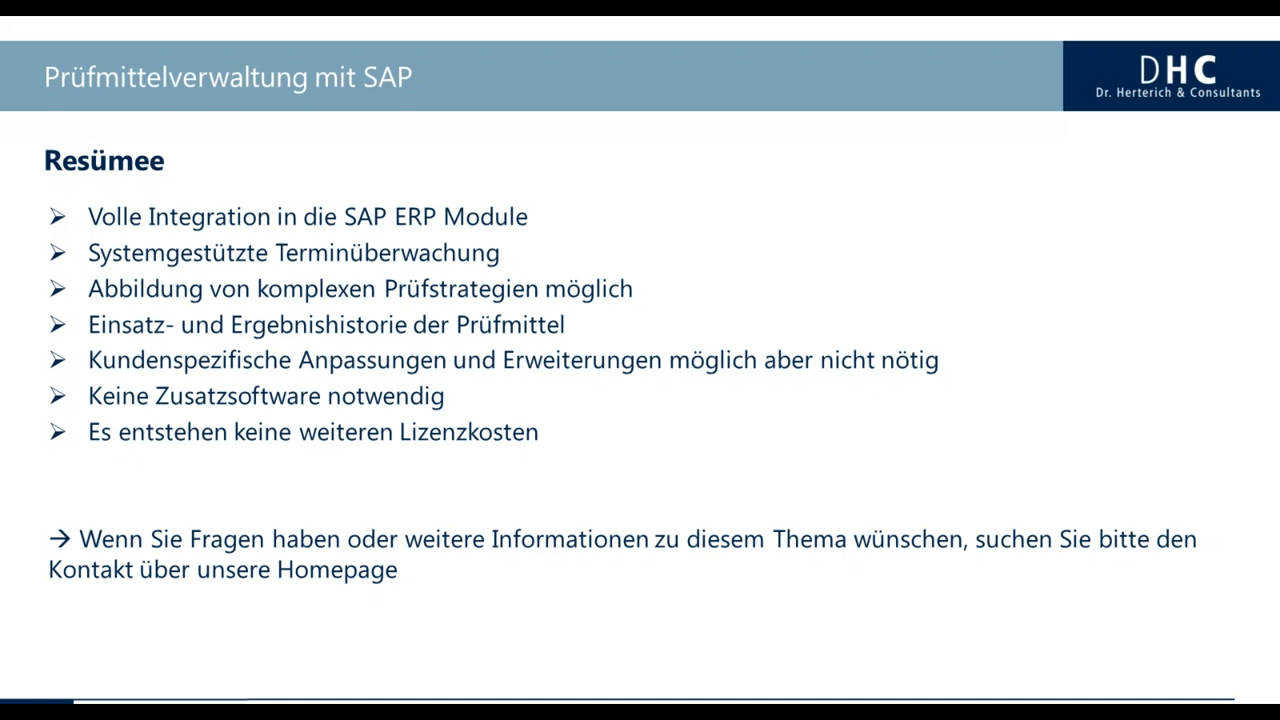 Prüfmittelverwaltung mit SAP
DHC
Dr. Herterich & Consultants
Resümee
➢ Volle Integration in die SAP ERP Module
➢ Systemgestützte Terminüberwachung
➢ Abbildung von komplexen Prüfstrategien möglich
➢ Einsatz- und Ergebnishistorie der Prüfmittel
➢ Kundenspezifische Anpassungen und Erweiterungen möglich aber nicht nötig
➢ Keine Zusatzsoftware notwendig
➢ Es entstehen keine weiteren Lizenzkosten
→ Wenn Sie Fragen haben oder weitere Informationen zu diesem Thema wünschen, suchen Sie bitte den
Kontakt über unsere Homepage